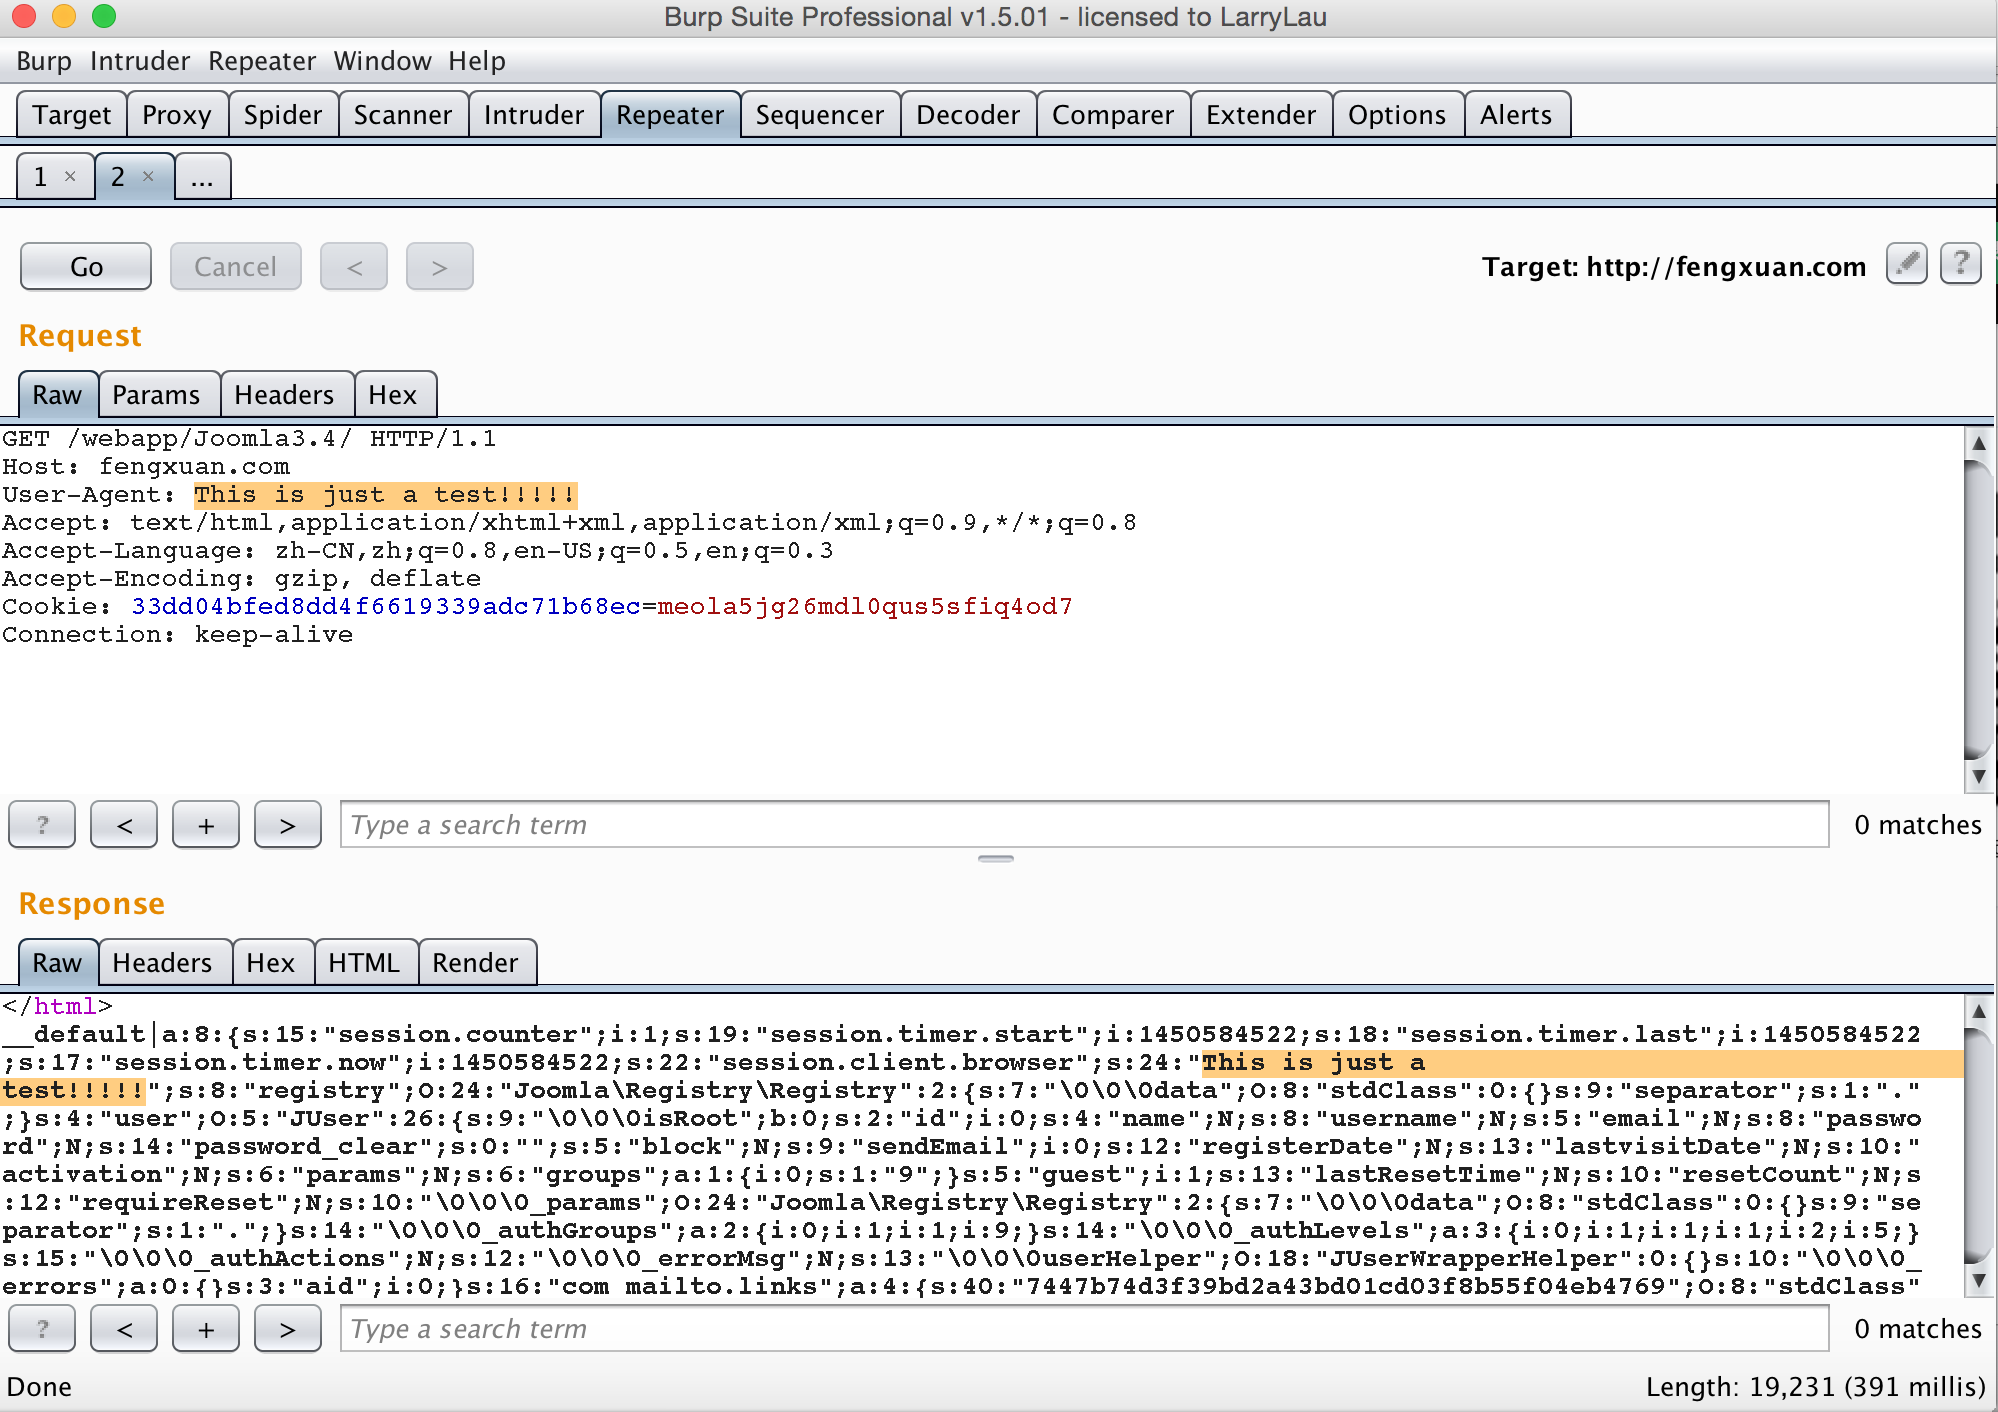 Burp Suite Professional v1.5.01 - licensed to LarryLau
Burp Intruder Repeater Window Help
Target Proxy Spider Scanner Intruder Repeater Sequencer Decoder Comparer Extender Options Alerts
1 × 2 × ...
Go Cancel < > Target: http://fengxuan.com ?
Request
Raw Params Headers Hex
GET /webapp/Joomla3.4/ HTTP/1.1
Host: fengxuan.com
User-Agent: This is just a test!!!!!
Accept: text/html,application/xhtml+xml,application/xml;q=0.9,*/*;q=0.8
Accept-Language: zh-CN,zh;q=0.8,en-US;q=0.5,en;q=0.3
Accept-Encoding: gzip, deflate
Cookie: 33dd04bfed8dd4f6619339adc71b68ec=meola5jg26mdl0qus5sfiq4od7
Connection: keep-alive
? < + > Type a search term 0 matches
Response
Raw Headers Hex HTML Render
</html>
__default|a:8:{s:15:"session.counter";i:1;s:19:"session.timer.start";i:1450584522;s:18:"session.timer.last";i:1450584522
;s:17:"session.timer.now";i:1450584522;s:22:"session.client.browser";s:24:"This is just a
test!!!!!";s:8:"registry";O:24:"Joomla\Registry\Registry":2:{s:7:"\0\0\0data";O:8:"stdClass":0:{}s:9:"separator";s:1:"."
;}s:4:"user";O:5:"JUser":26:{s:9:"\0\0\0isRoot";b:0;s:2:"id";i:0;s:4:"name";N;s:8:"username";N;s:5:"email";N;s:8:"passwo
rd";N;s:14:"password_clear";s:0:"";s:5:"block";N;s:9:"sendEmail";i:0;s:12:"registerDate";N;s:13:"lastvisitDate";N;s:10:"
activation";N;s:6:"params";N;s:6:"groups";a:1:{i:0;s:1:"9";}s:5:"guest";i:1;s:13:"lastResetTime";N;s:10:"resetCount";N;s
:12:"requireReset";N;s:10:"\0\0\0_params";O:24:"Joomla\Registry\Registry":2:{s:7:"\0\0\0data";O:8:"stdClass":0:{}s:9:"se
parator";s:1:".";}s:14:"\0\0\0_authGroups";a:2:{i:0;i:1;i:1;i:9;}s:14:"\0\0\0_authLevels";a:3:{i:0;i:1;i:1;i:1;i:2;i:5;}
s:15:"\0\0\0_authActions";N;s:12:"\0\0\0_errorMsg";N;s:13:"\0\0\0userHelper";O:18:"JUserWrapperHelper":0:{}s:10:"\0\0\0_
errors";a:0:{}s:3:"aid";i:0;}s:16:"com_mailto.links";a:4:{s:40:"7447b74d3f39bd2a43bd01cd03f8b55f04eb4769";O:8:"stdClass"
? < + > Type a search term 0 matches
Done Length: 19,231 (391 millis)